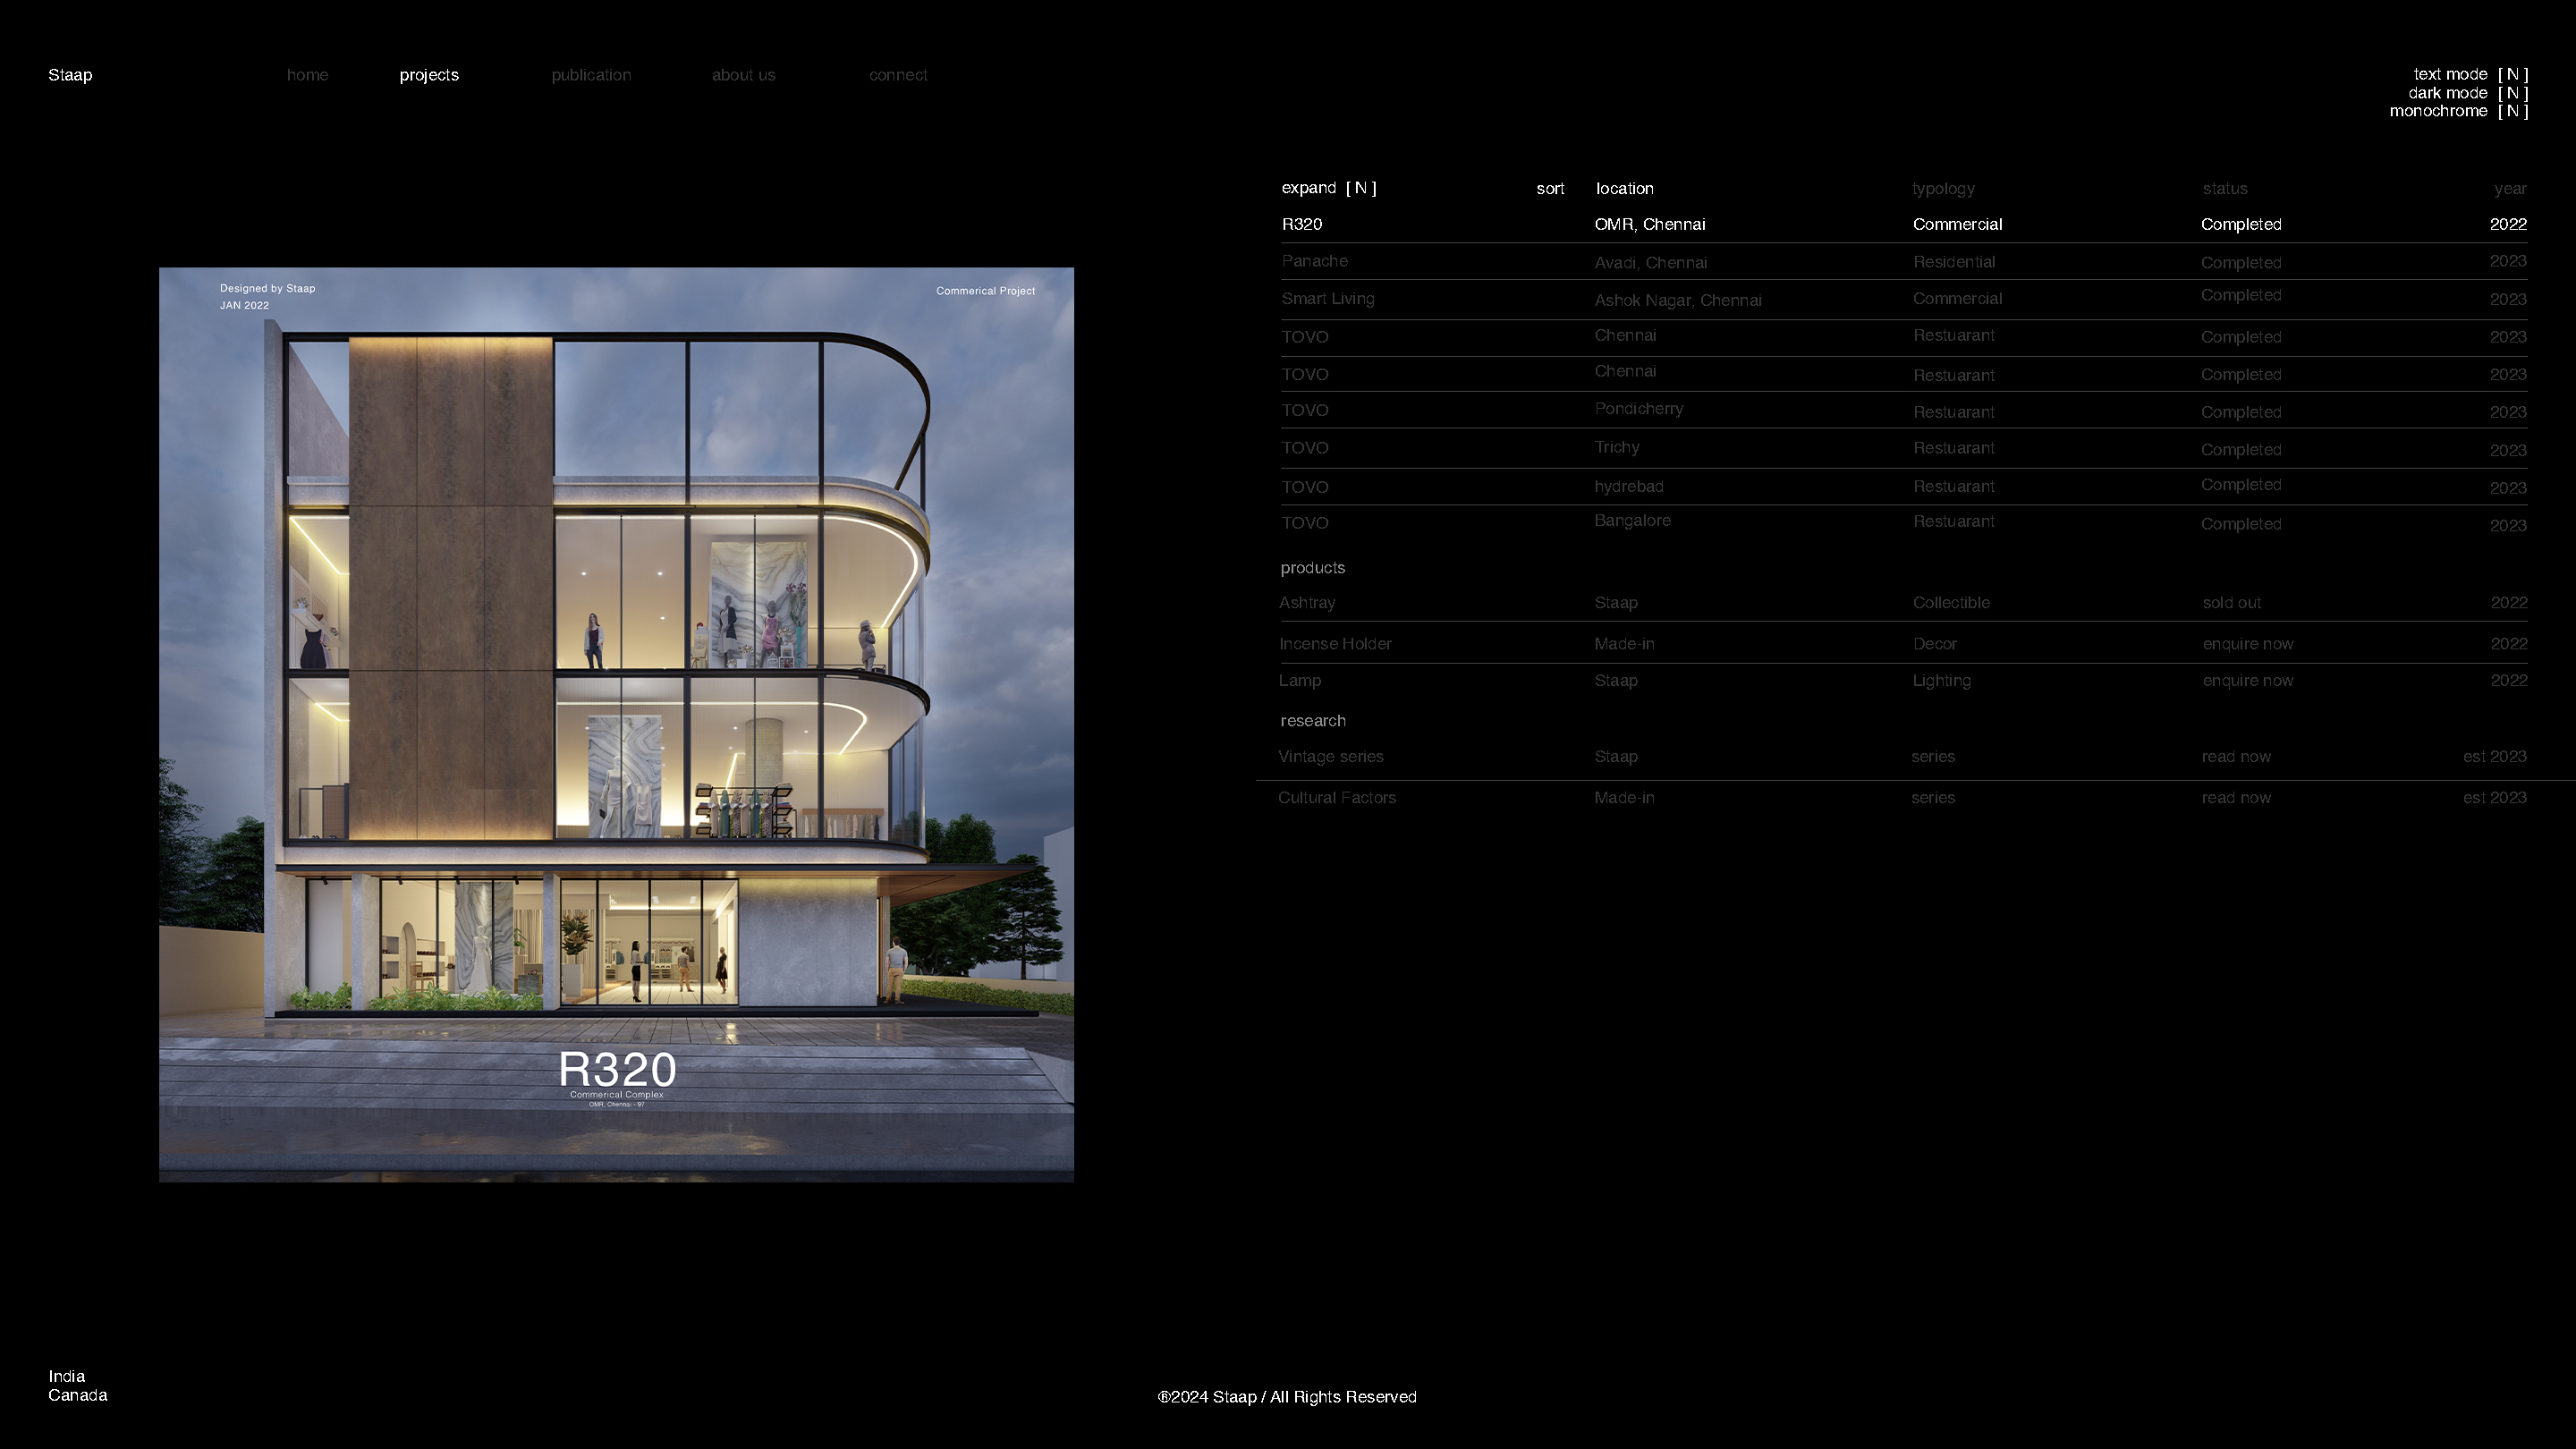 Staap home projects publication about us connect
text mode [ N ]
dark mode [ N ]
monochrome [ N ]
expand [ N ] sort location typology status year
R320 OMR, Chennai Commercial Completed 2022
Panache Avadi, Chennai Residential Completed 2023
Smart Living Ashok Nagar, Chennai Commercial Completed 2023
TOVO Chennai Restuarant Completed 2023
TOVO Chennai Restuarant Completed 2023
TOVO Pondicherry Restuarant Completed 2023
TOVO Trichy Restuarant Completed 2023
TOVO hydrebad Restuarant Completed 2023
TOVO Bangalore Restuarant Completed 2023
products
Ashtray Staap Collectible sold out 2022
Incense Holder Made-in Decor enquire now 2022
Lamp Staap Lighting enquire now 2022
research
Vintage series Staap series read now est 2023
Cultural Factors Made-in series read now est 2023
Designed by Staap
JAN 2022
Commerical Project
R320
Commerical Complex
OMR, Chennai - 97
India
Canada
®2024 Staap / All Rights Reserved